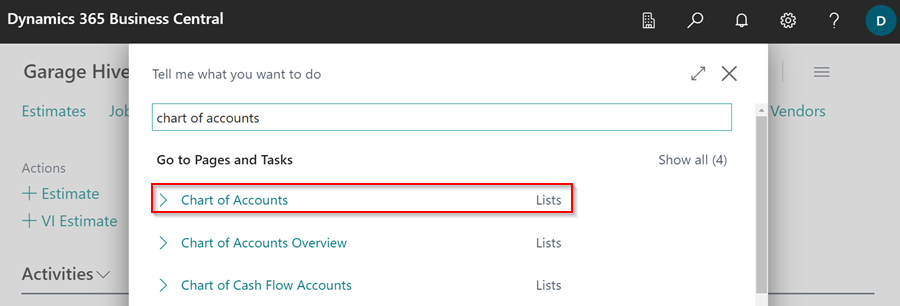 Dynamics 365 Business Central
?
D
Garage Hive
Tell me what you want to do
Estimates
Job
Vendors
chart of accounts
Go to Pages and Tasks
Show all (4)
Actions
+ Estimate
+ VI Estimate
Chart of Accounts
Lists
Chart of Accounts Overview
Lists
Activities
Chart of Cash Flow Accounts
Lists